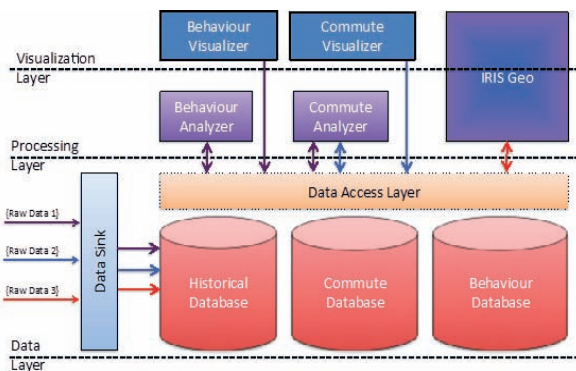 Behaviour
Visualizer
Commute
Visualizer
Visualization
Layer
IRIS Geo
Behaviour
Analyzer
Commute
Analyzer
Processing
Layer
Data Access Layer
{Raw Data 1}
{Raw Data 2}
{Raw Data 3}
Data Sink
Historical
Database
Commute
Database
Behaviour
Database
Data
Layer